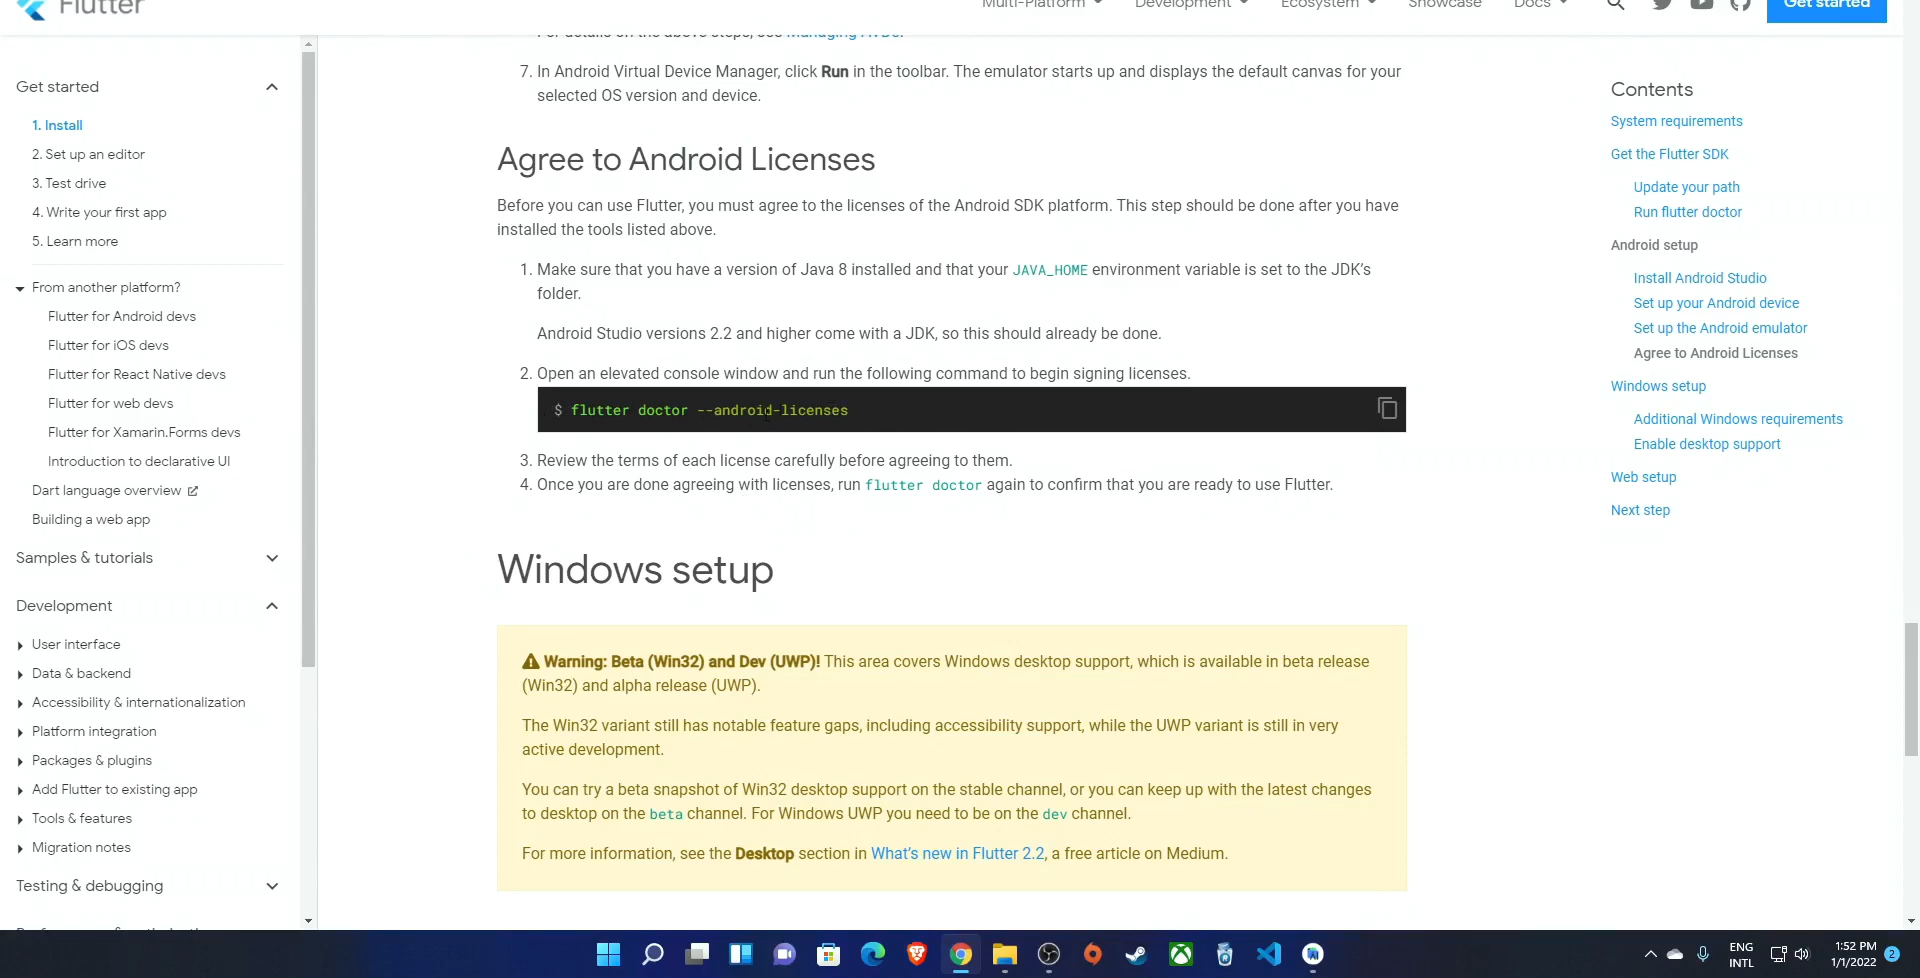 Flutter
Multi-Platform
Development
Ecosystem
Showcase
Docs
Get started
Get started
1. Install
2. Set up an editor
3. Test drive
4. Write your first app
5. Learn more
From another platform?
Flutter for Android devs
Flutter for iOS devs
Flutter for React Native devs
Flutter for web devs
Flutter for Xamarin.Forms devs
Introduction to declarative UI
Dart language overview
Building a web app
Samples & tutorials
Development
User interface
Data & backend
Accessibility & internationalization
Platform integration
Packages & plugins
Add Flutter to existing app
Tools & features
Migration notes
Testing & debugging
For details on the above steps, see Managing AVDs.
7. In Android Virtual Device Manager, click Run in the toolbar. The emulator starts up and displays the default canvas for your
selected OS version and device.
Agree to Android Licenses
Before you can use Flutter, you must agree to the licenses of the Android SDK platform. This step should be done after you have
installed the tools listed above.
1. Make sure that you have a version of Java 8 installed and that your JAVA_HOME environment variable is set to the JDK’s
folder.
Android Studio versions 2.2 and higher come with a JDK, so this should already be done.
2. Open an elevated console window and run the following command to begin signing licenses.
$ flutter doctor --android-licenses
3. Review the terms of each license carefully before agreeing to them.
4. Once you are done agreeing with licenses, run flutter doctor again to confirm that you are ready to use Flutter.
Windows setup
Warning: Beta (Win32) and Dev (UWP)! This area covers Windows desktop support, which is available in beta release
(Win32) and alpha release (UWP).
The Win32 variant still has notable feature gaps, including accessibility support, while the UWP variant is still in very
active development.
You can try a beta snapshot of Win32 desktop support on the stable channel, or you can keep up with the latest changes
to desktop on the beta channel. For Windows UWP you need to be on the dev channel.
For more information, see the Desktop section in What’s new in Flutter 2.2, a free article on Medium.
Contents
System requirements
Get the Flutter SDK
Update your path
Run flutter doctor
Android setup
Install Android Studio
Set up your Android device
Set up the Android emulator
Agree to Android Licenses
Windows setup
Additional Windows requirements
Enable desktop support
Web setup
Next step
ENG
INTL
1:52 PM
1/1/2022
2